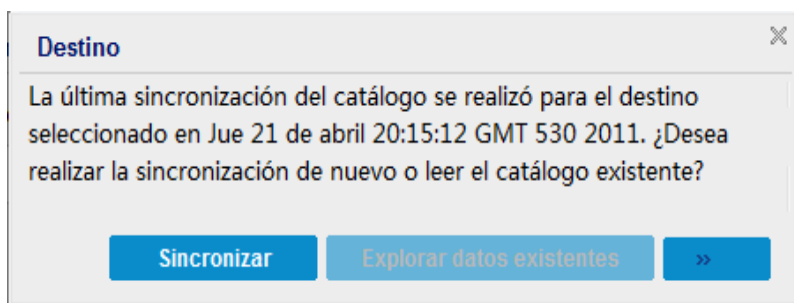 Destino
La última sincronización del catálogo se realizó para el destino
seleccionado en Jue 21 de abril 20:15:12 GMT 530 2011. ¿Desea
realizar la sincronización de nuevo o leer el catálogo existente?
Sincronizar Explorar datos existentes »